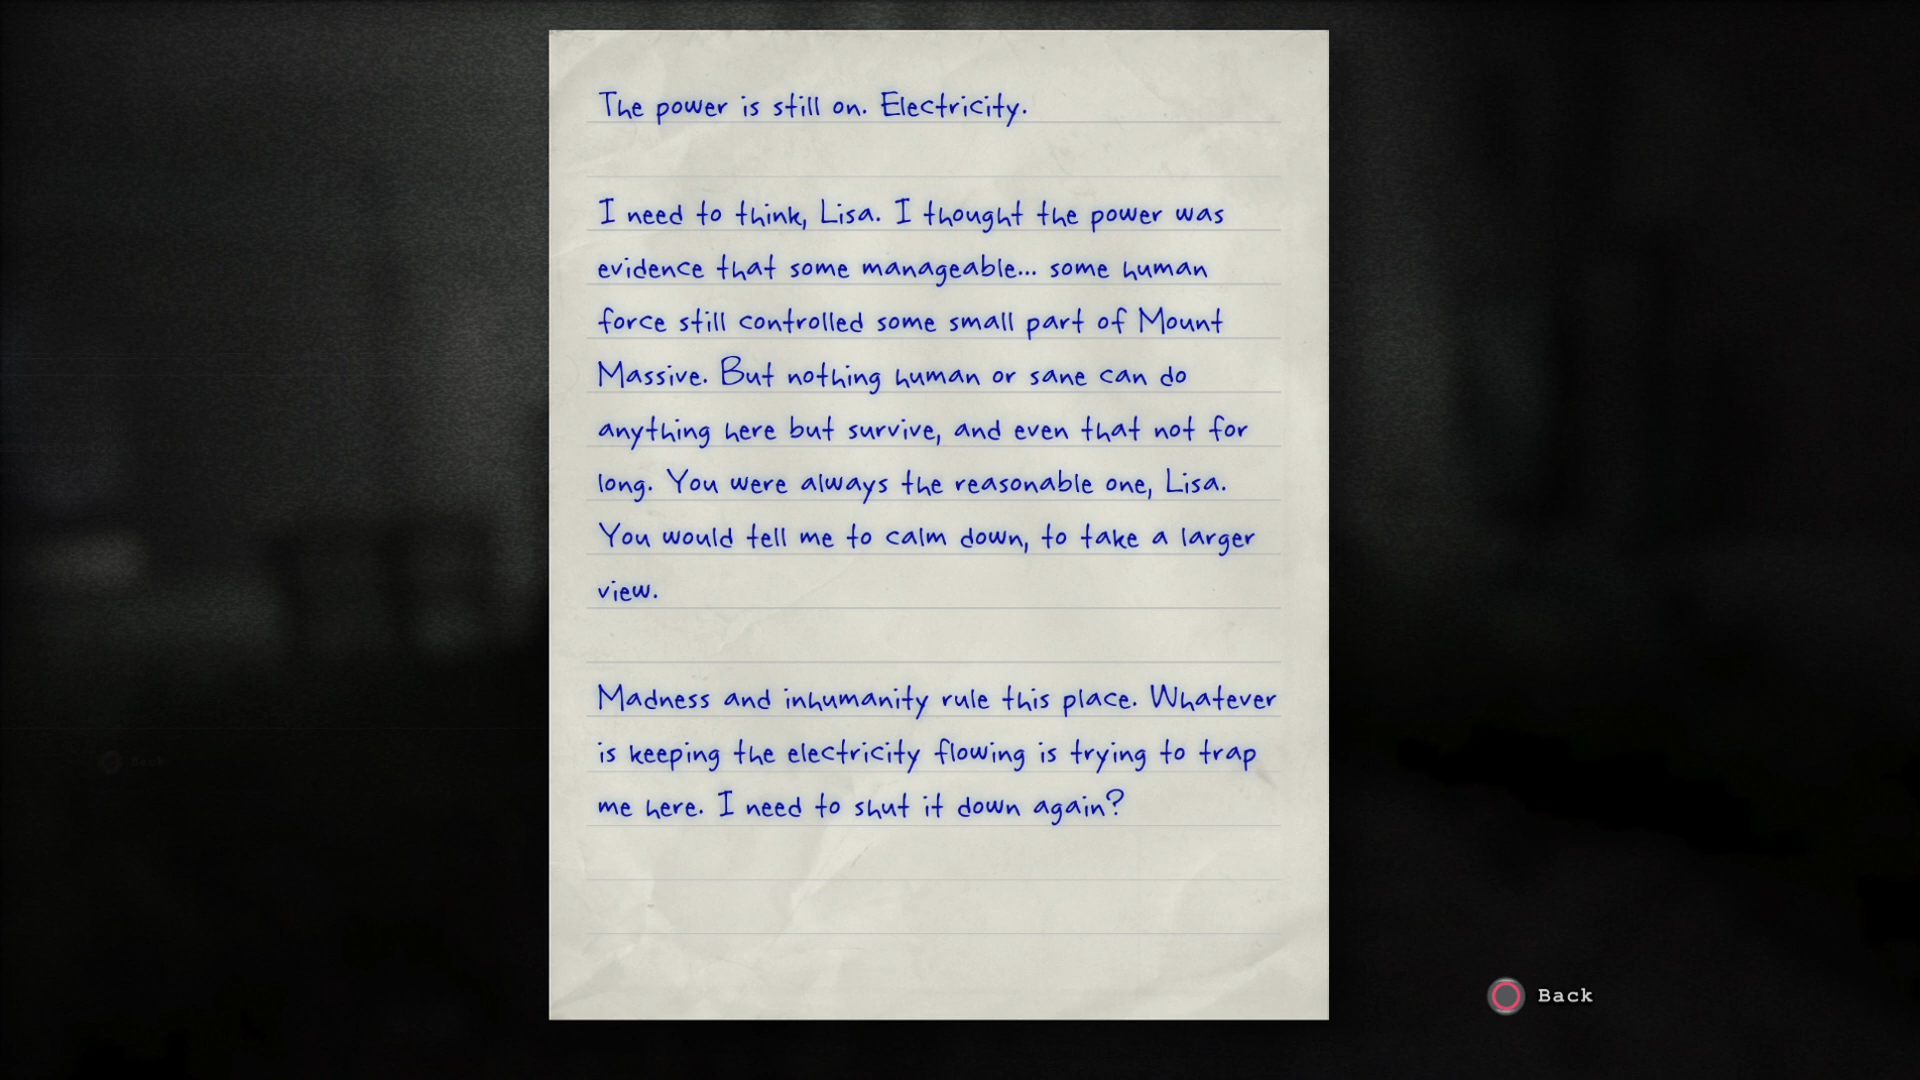 The power is still on. Electricity.
I need to think, Lisa. I thought the power was
evidence that some manageable... some human
force still controlled some small part of Mount
Massive. But nothing human or sane can do
anything here but survive, and even that not for
long. You were always the reasonable one, Lisa.
You would tell me to calm down, to take a larger
view.
Madness and inhumanity rule this place. Whatever
is keeping the electricity flowing is trying to trap
me here. I need to shut it down again?
Back
Back